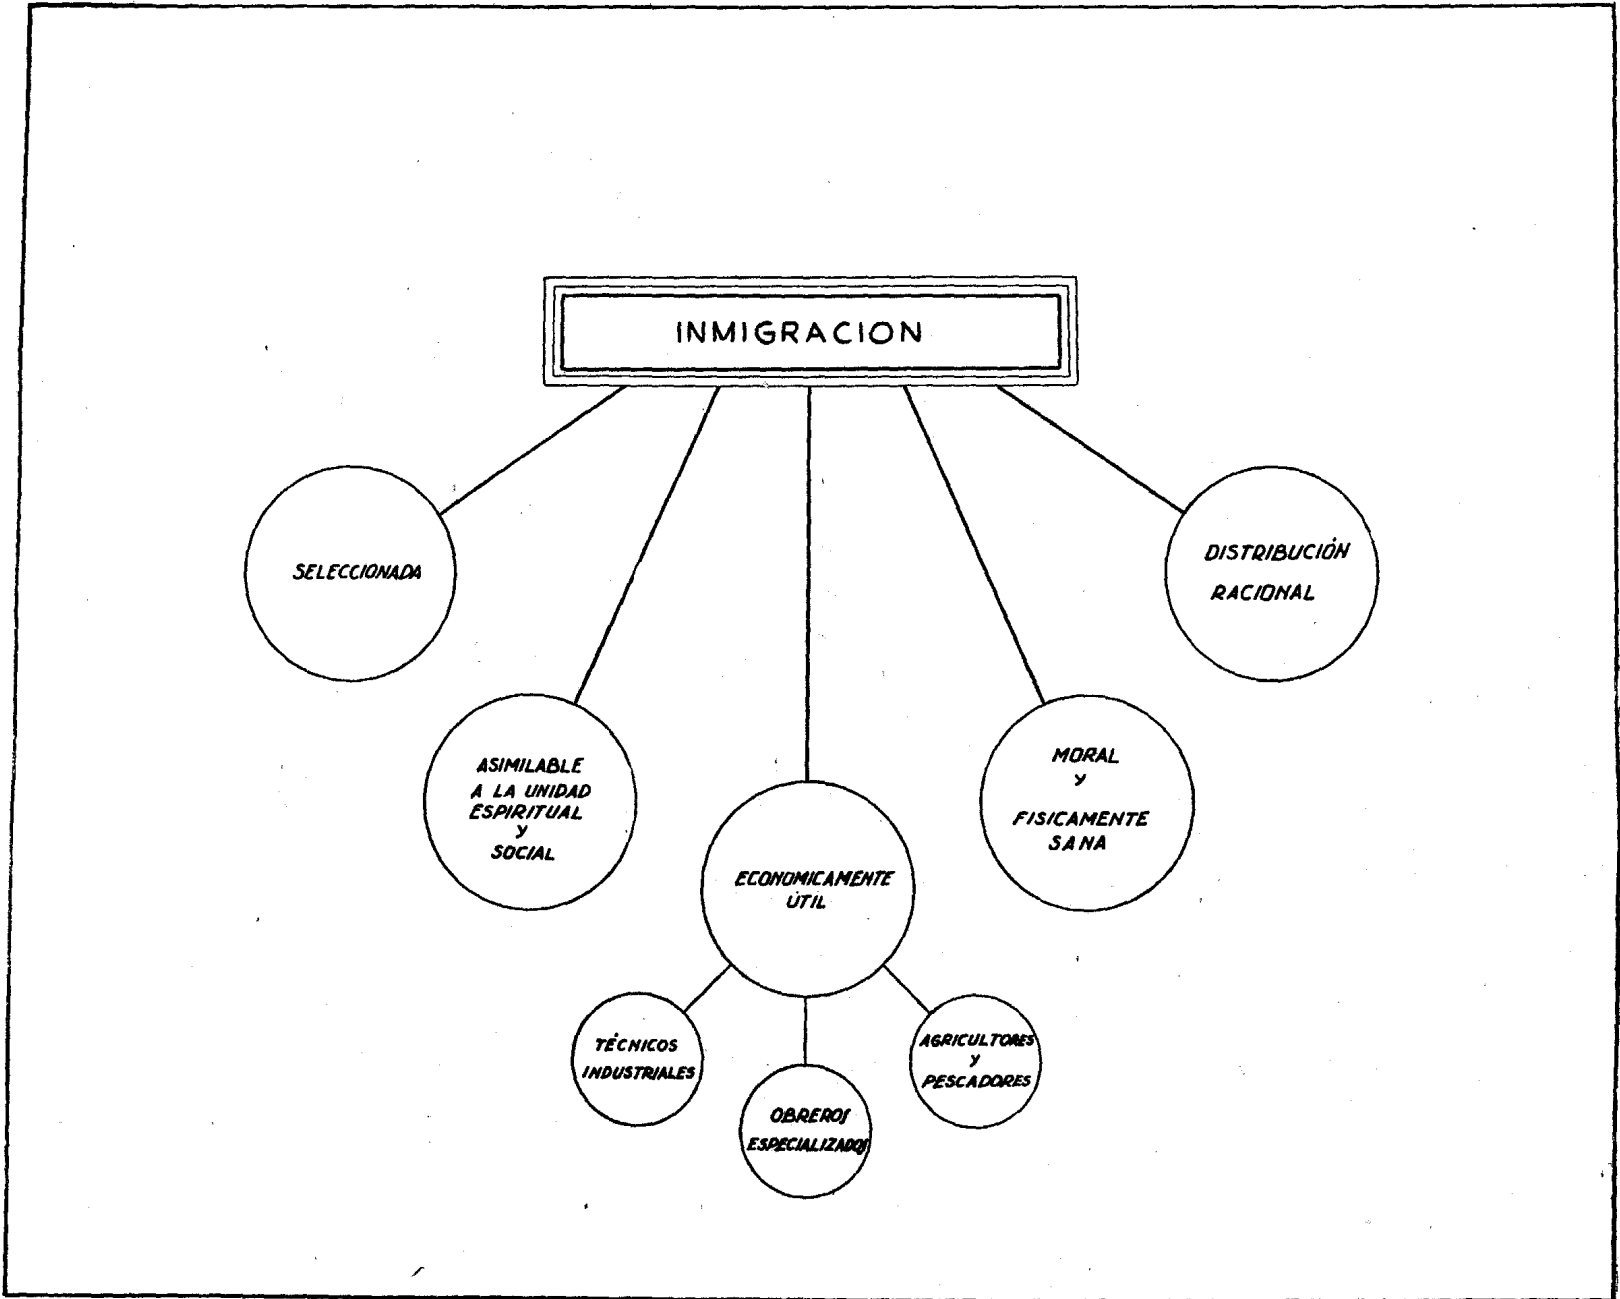 INMIGRACION
SELECCIONADA
DISTRIBUCIÓN
RACIONAL
ASIMILABLE
A LA UNIDAD
ESPIRITUAL
Y
SOCIAL
MORAL
Y
FISICAMENTE
SANA
ECONOMICAMENTE
ÚTIL
TÉCNICOS
INDUSTRIALES
OBREROS
ESPECIALIZADOS
AGRICULTORES
Y
PESCADORES